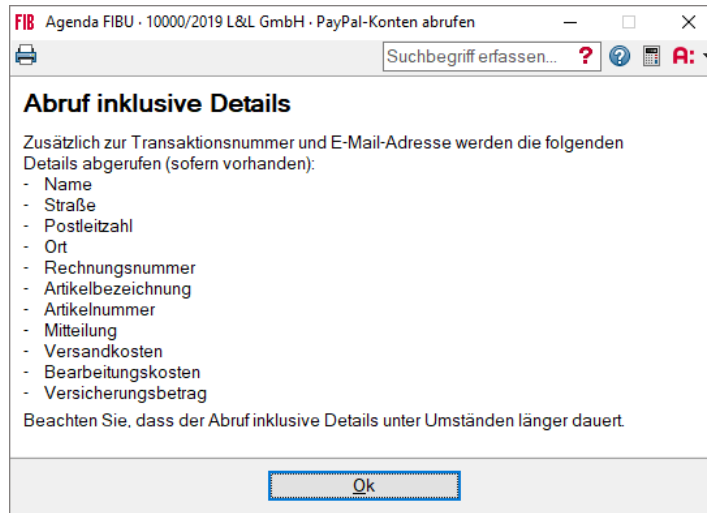 FIB Agenda FIBU · 10000/2019 L&L GmbH · PayPal-Konten abrufen
Suchbegriff erfassen... ? ? A:
Abruf inklusive Details
Zusätzlich zur Transaktionsnummer und E-Mail-Adresse werden die folgenden
Details abgerufen (sofern vorhanden):
- Name
- Straße
- Postleitzahl
- Ort
- Rechnungsnummer
- Artikelbezeichnung
- Artikelnummer
- Mitteilung
- Versandkosten
- Bearbeitungskosten
- Versicherungsbetrag
Beachten Sie, dass der Abruf inklusive Details unter Umständen länger dauert.
Ok